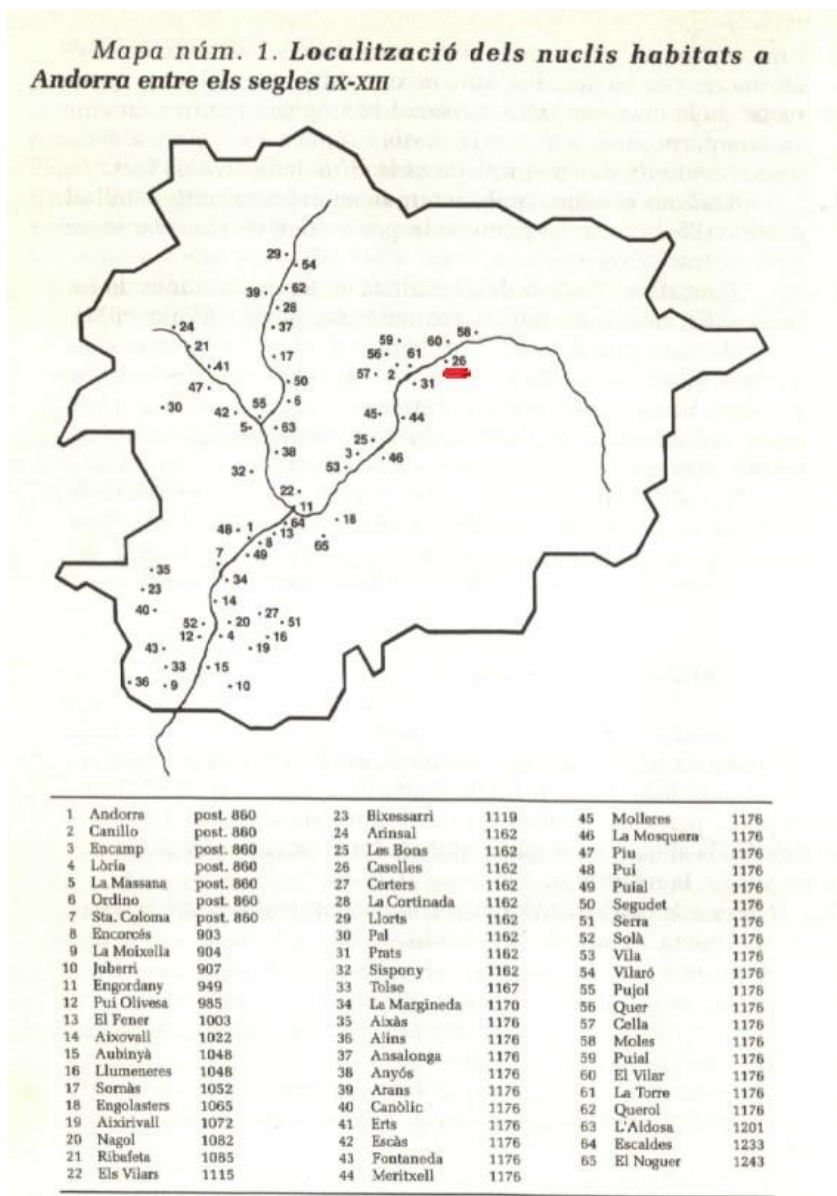 Mapa núm. 1. Localització dels nuclis habitats a
Andorra entre els segles IX-XIII
29
54
62
39
28
24
37
58
59
60
21
17
56
61
26
41
57
2
31
47
50
30
42
55
6
45
44
5
63
25
38
3
46
32
53
22
11
18
64
48
1
13
8
65
7
49
35
34
23
14
40
27
52
20
51
12
4
16
43
19
33
15
36
9
10
1 Andorra post. 860
2 Canillo post. 860
3 Encamp post. 860
4 Lòria post. 860
5 La Massana post. 860
6 Ordino post. 860
7 Sta. Coloma post. 860
8 Encorcés 903
9 La Moixella 904
10 Juberri 907
11 Engordany 949
12 Pui Olivesa 985
13 El Fener 1003
14 Aixovall 1022
15 Aubinyà 1048
16 Llumeneres 1048
17 Sornàs 1052
18 Engolasters 1065
19 Aixirivall 1072
20 Nagol 1082
21 Ribafeta 1085
22 Els Vilars 1115
23 Bixessarri 1119
24 Arinsal 1162
25 Les Bons 1162
26 Caselles 1162
27 Certers 1162
28 La Cortinada 1162
29 Llorts 1162
30 Pal 1162
31 Prats 1162
32 Sispony 1162
33 Tolse 1167
34 La Margineda 1170
35 Aixàs 1176
36 Alins 1176
37 Ansalonga 1176
38 Anyós 1176
39 Arans 1176
40 Canòlic 1176
41 Erts 1176
42 Escàs 1176
43 Fontaneda 1176
44 Meritxell 1176
45 Molleres 1176
46 La Mosquera 1176
47 Piu 1176
48 Pui 1176
49 Puial 1176
50 Segudet 1176
51 Serra 1176
52 Solà 1176
53 Vila 1176
54 Vilaró 1176
55 Pujol 1176
56 Quer 1176
57 Cella 1176
58 Moles 1176
59 Puial 1176
60 El Vilar 1176
61 La Torre 1176
62 Querol 1176
63 L'Aldosa 1201
64 Escaldes 1233
65 El Noguer 1243